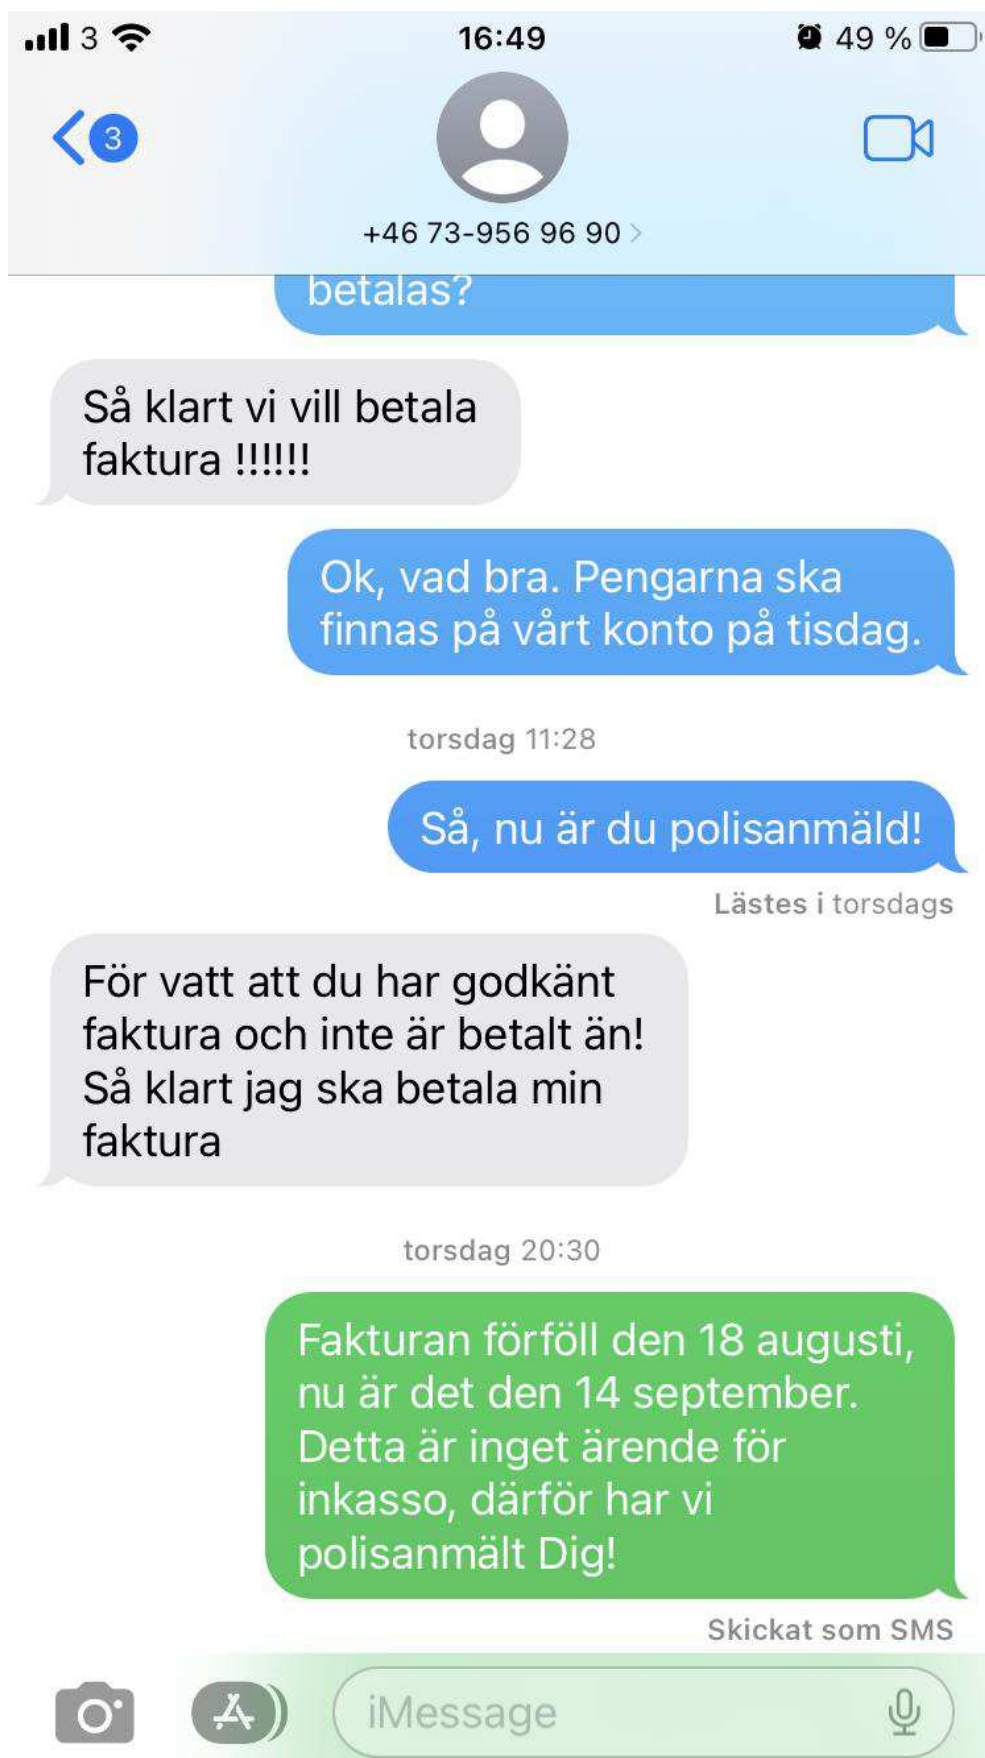 3
16:49
49 %
3
+46 73-956 96 90
betalas?
Så klart vi vill betala
faktura !!!!!!
Ok, vad bra. Pengarna ska
finnas på vårt konto på tisdag.
torsdag 11:28
Så, nu är du polisanmäld!
Lästes i torsdags
För vatt att du har godkänt
faktura och inte är betalt än!
Så klart jag ska betala min
faktura
torsdag 20:30
Fakturan förföll den 18 augusti,
nu är det den 14 september.
Detta är inget ärende för
inkasso, därför har vi
polisanmält Dig!
Skickat som SMS
iMessage